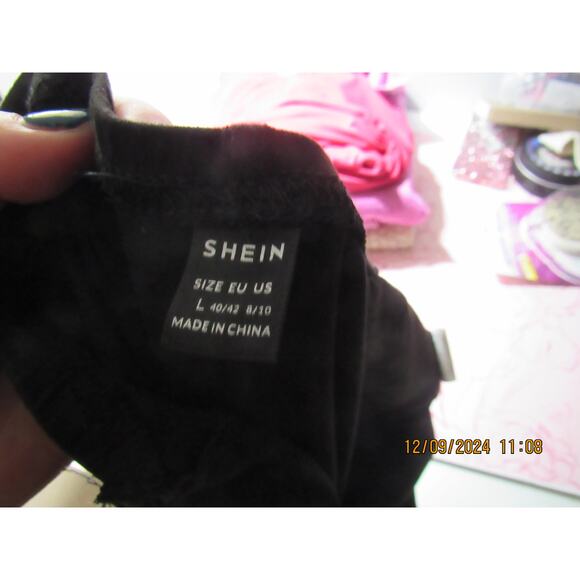 SHEIN
SIZE EU US
L 40/42 8/10
MADE IN CHINA
12/09/2024 11:08